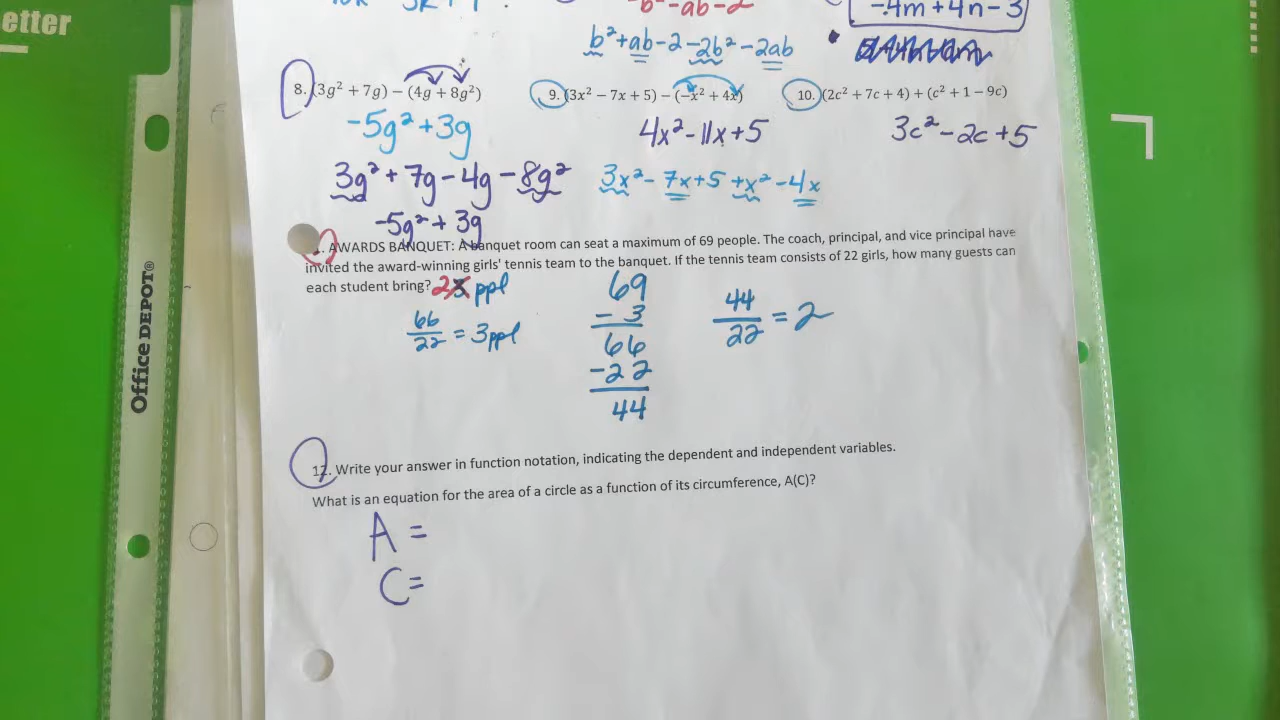 etter
-b² -ab-2
-4m+4n-3
b²+ab-2-2b²-2ab
8. (3g² + 7g) − (4g + 8g²)
9. (3x² − 7x + 5) − (−x² + 4x)
10. (2c² + 7c + 4) + (c² + 1 − 9c)
-5g²+3g
4x²-11x+5
3c²-2c+5
3g²+7g-4g-8g²
3x²-7x+5+x²-4x
-5g²+3g
1. AWARDS BANQUET: A banquet room can seat a maximum of 69 people. The coach, principal, and vice principal have
invited the award-winning girls' tennis team to the banquet. If the tennis team consists of 22 girls, how many guests can
each student bring? 2 ppl
66/22 = 3ppl
69
-3
66
-22
44
44/22 = 2
12. Write your answer in function notation, indicating the dependent and independent variables.
What is an equation for the area of a circle as a function of its circumference, A(C)?
A =
C=
Office DEPOT®